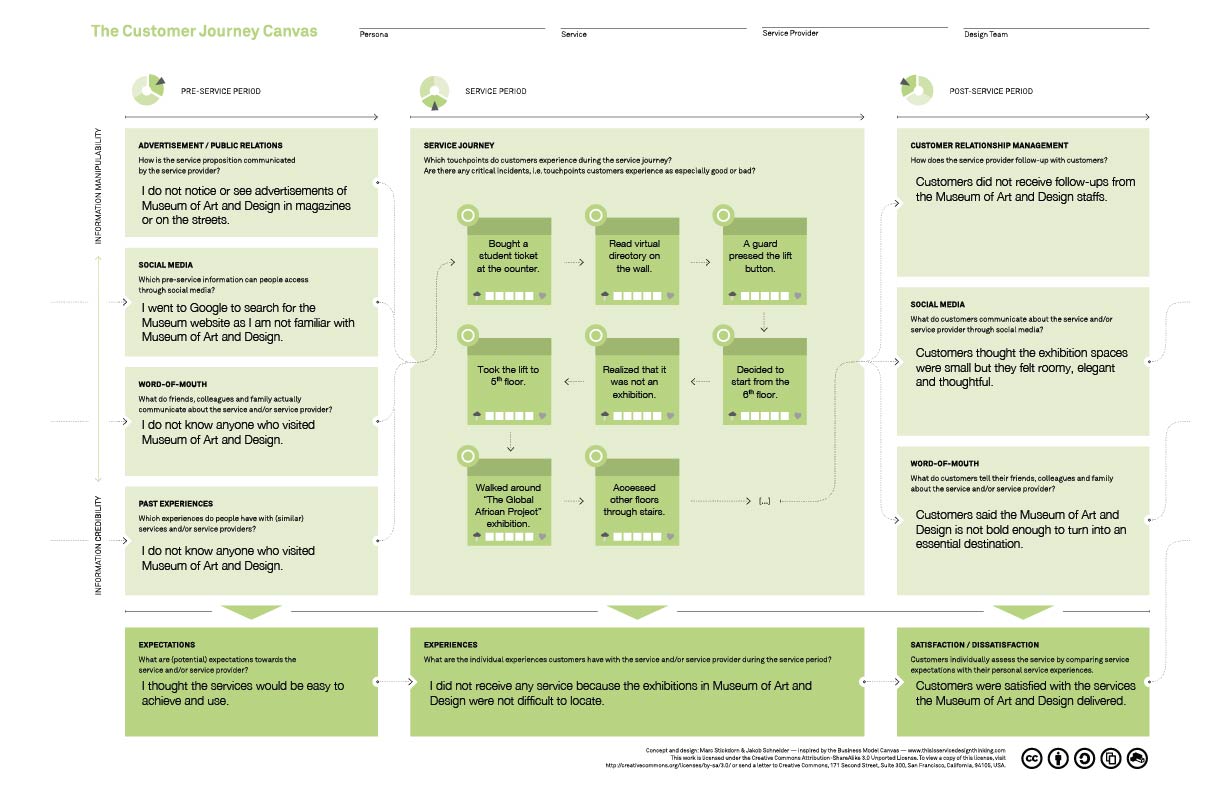 The Customer Journey Canvas
Persona
Service
Service Provider
Design Team
PRE-SERVICE PERIOD
SERVICE PERIOD
POST-SERVICE PERIOD
INFORMATION MANIPULABILITY
INFORMATION CREDIBILITY
ADVERTISEMENT / PUBLIC RELATIONS
How is the service proposition communicated
by the service provider?
I do not notice or see advertisements of
Museum of Art and Design in magazines
or on the streets.
SOCIAL MEDIA
Which pre-service information can people access
through social media?
I went to Google to search for the
Museum website as I am not familiar with
Museum of Art and Design.
WORD-OF-MOUTH
What do friends, colleagues and family actually
communicate about the service and/or service provider?
I do not know anyone who visited
Museum of Art and Design.
PAST EXPERIENCES
Which experiences do people have with (similar)
services and/or service providers?
I do not know anyone who visited
Museum of Art and Design.
SERVICE JOURNEY
Which touchpoints do customers experience during the service journey?
Are there any critical incidents, i.e. touchpoints customers experience as especially good or bad?
Bought a
student ticket
at the counter.
Read virtual
directory on
the wall.
A guard
pressed the lift
button.
Decided to
start from the
6th floor.
Realized that it
was not an
exhibition.
Took the lift to
5th floor.
Walked around
"The Global
African Project"
exhibition.
Accessed
other floors
through stairs.
[...]
CUSTOMER RELATIONSHIP MANAGEMENT
How does the service provider follow-up with customers?
Customers did not receive follow-ups from
the Museum of Art and Design staffs.
SOCIAL MEDIA
What do customers communicate about the service and/or
service provider through social media?
Customers thought the exhibition spaces
were small but they felt roomy, elegant
and thoughtful.
WORD-OF-MOUTH
What do customers tell their friends, colleagues and family
about the service and/or service provider?
Customers said the Museum of Art and
Design is not bold enough to turn into an
essential destination.
EXPECTATIONS
What are (potential) expectations towards the
service and/or service provider?
I thought the services would be easy to
achieve and use.
EXPERIENCES
What are the individual experiences customers have with the service and/or service provider during the service period?
I did not receive any service because the exhibitions in Museum of Art and
Design were not difficult to locate.
SATISFACTION / DISSATISFACTION
Customers individually assess the service by comparing service
expectations with their personal service experiences.
Customers were satisfied with the services
the Museum of Art and Design delivered.
Concept and design: Marc Stickdorn & Jakob Schneider — inspired by the Business Model Canvas — www.thisisservicedesignthinking.com
This work is licensed under the Creative Commons Attribution-ShareAlike 3.0 Unported License. To view a copy of this license, visit
http://creativecommons.org/licenses/by-sa/3.0/ or send a letter to Creative Commons, 171 Second Street, Suite 300, San Francisco, California, 94105, USA.
cc